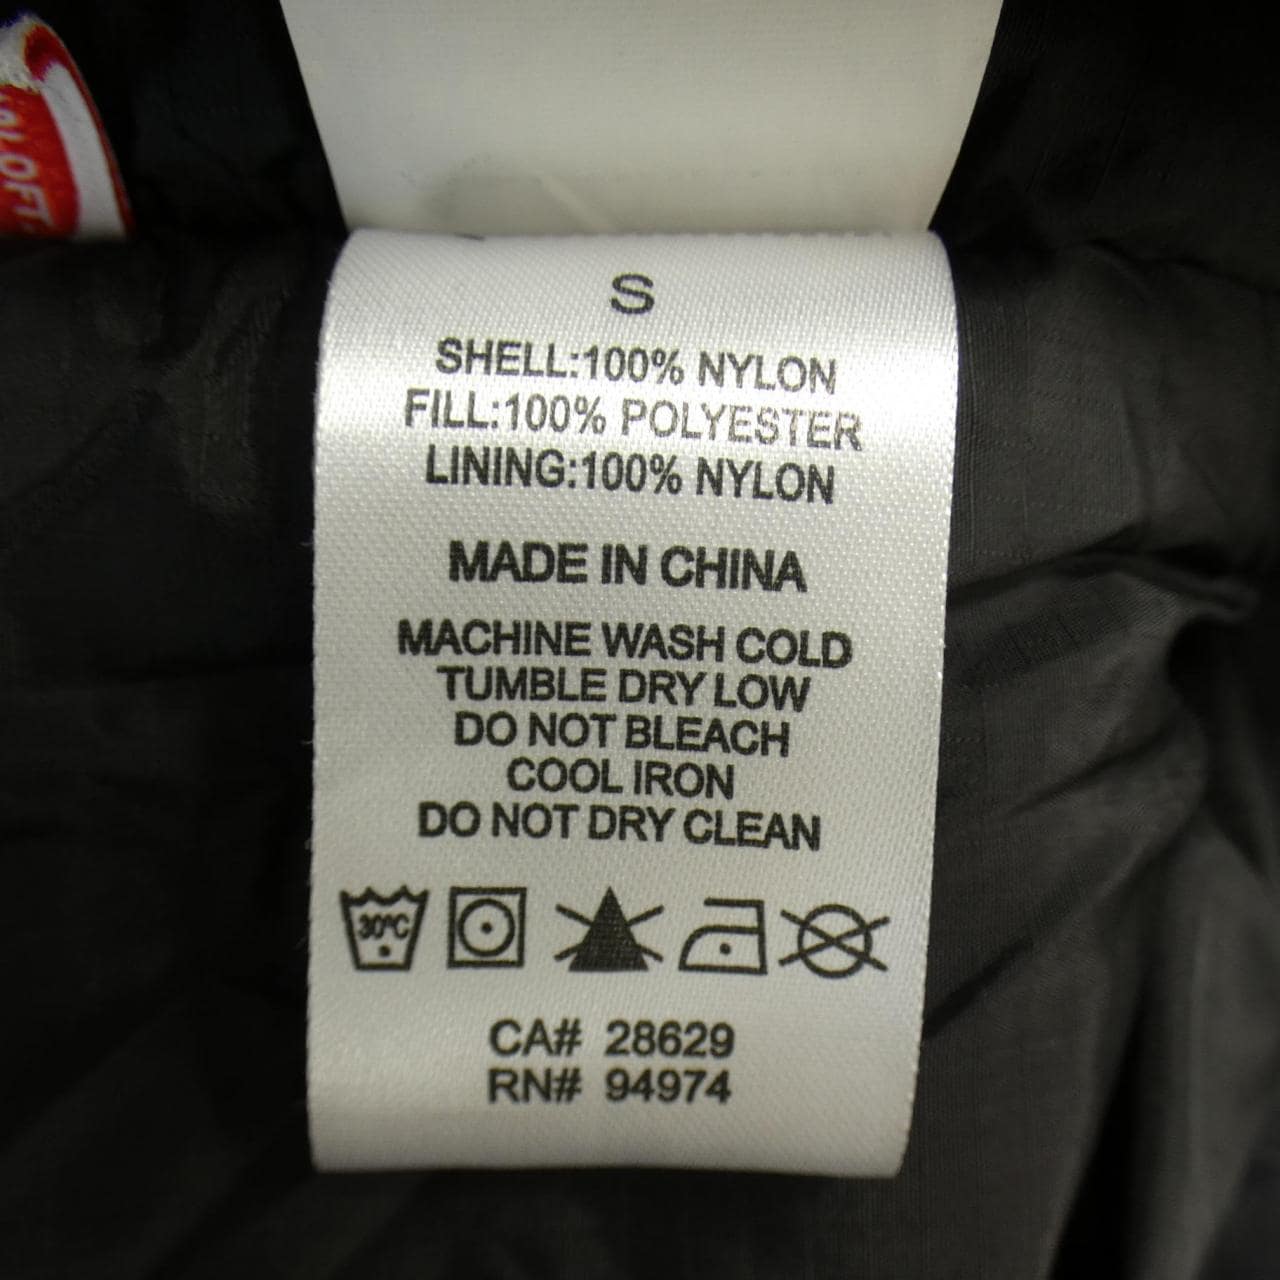 S
SHELL:100% NYLON
FILL:100% POLYESTER
LINING:100% NYLON
MADE IN CHINA
MACHINE WASH COLD
TUMBLE DRY LOW
DO NOT BLEACH
COOL IRON
DO NOT DRY CLEAN
30°C
CA# 28629
RN# 94974